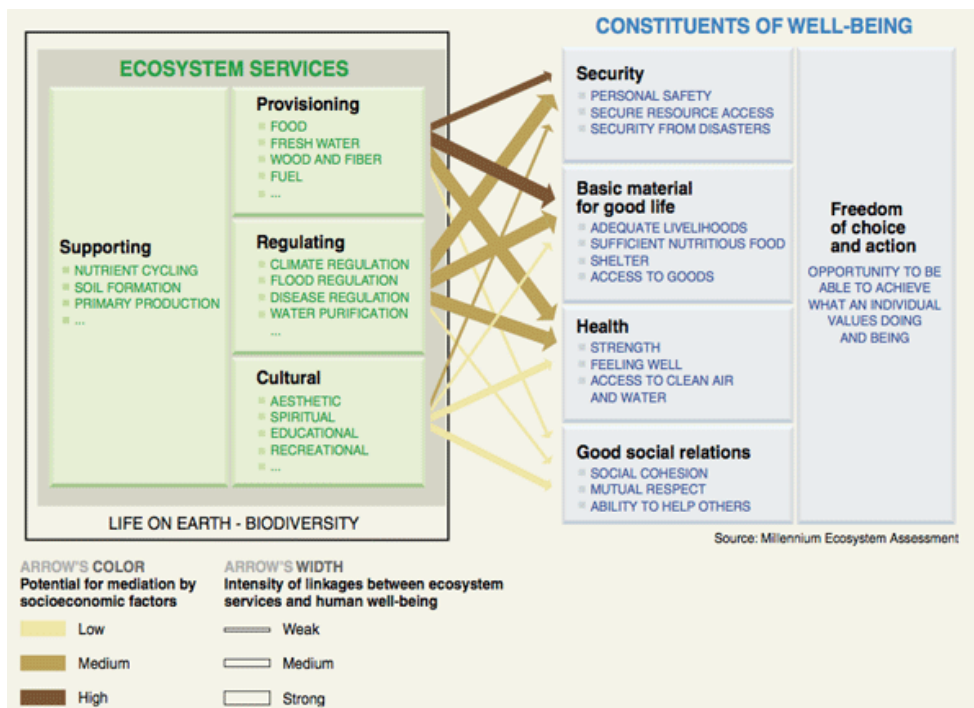 CONSTITUENTS OF WELL-BEING
ECOSYSTEM SERVICES
Supporting
NUTRIENT CYCLING
SOIL FORMATION
PRIMARY PRODUCTION
...
Provisioning
FOOD
FRESH WATER
WOOD AND FIBER
FUEL
...
Regulating
CLIMATE REGULATION
FLOOD REGULATION
DISEASE REGULATION
WATER PURIFICATION
...
Cultural
AESTHETIC
SPIRITUAL
EDUCATIONAL
RECREATIONAL
...
LIFE ON EARTH - BIODIVERSITY
Security
PERSONAL SAFETY
SECURE RESOURCE ACCESS
SECURITY FROM DISASTERS
Basic material
for good life
ADEQUATE LIVELIHOODS
SUFFICIENT NUTRITIOUS FOOD
SHELTER
ACCESS TO GOODS
Health
STRENGTH
FEELING WELL
ACCESS TO CLEAN AIR
AND WATER
Good social relations
SOCIAL COHESION
MUTUAL RESPECT
ABILITY TO HELP OTHERS
Freedom
of choice
and action
OPPORTUNITY TO BE
ABLE TO ACHIEVE
WHAT AN INDIVIDUAL
VALUES DOING
AND BEING
Source: Millennium Ecosystem Assessment
ARROW'S COLOR
Potential for mediation by
socioeconomic factors
Low
Medium
High
ARROW'S WIDTH
Intensity of linkages between ecosystem
services and human well-being
Weak
Medium
Strong